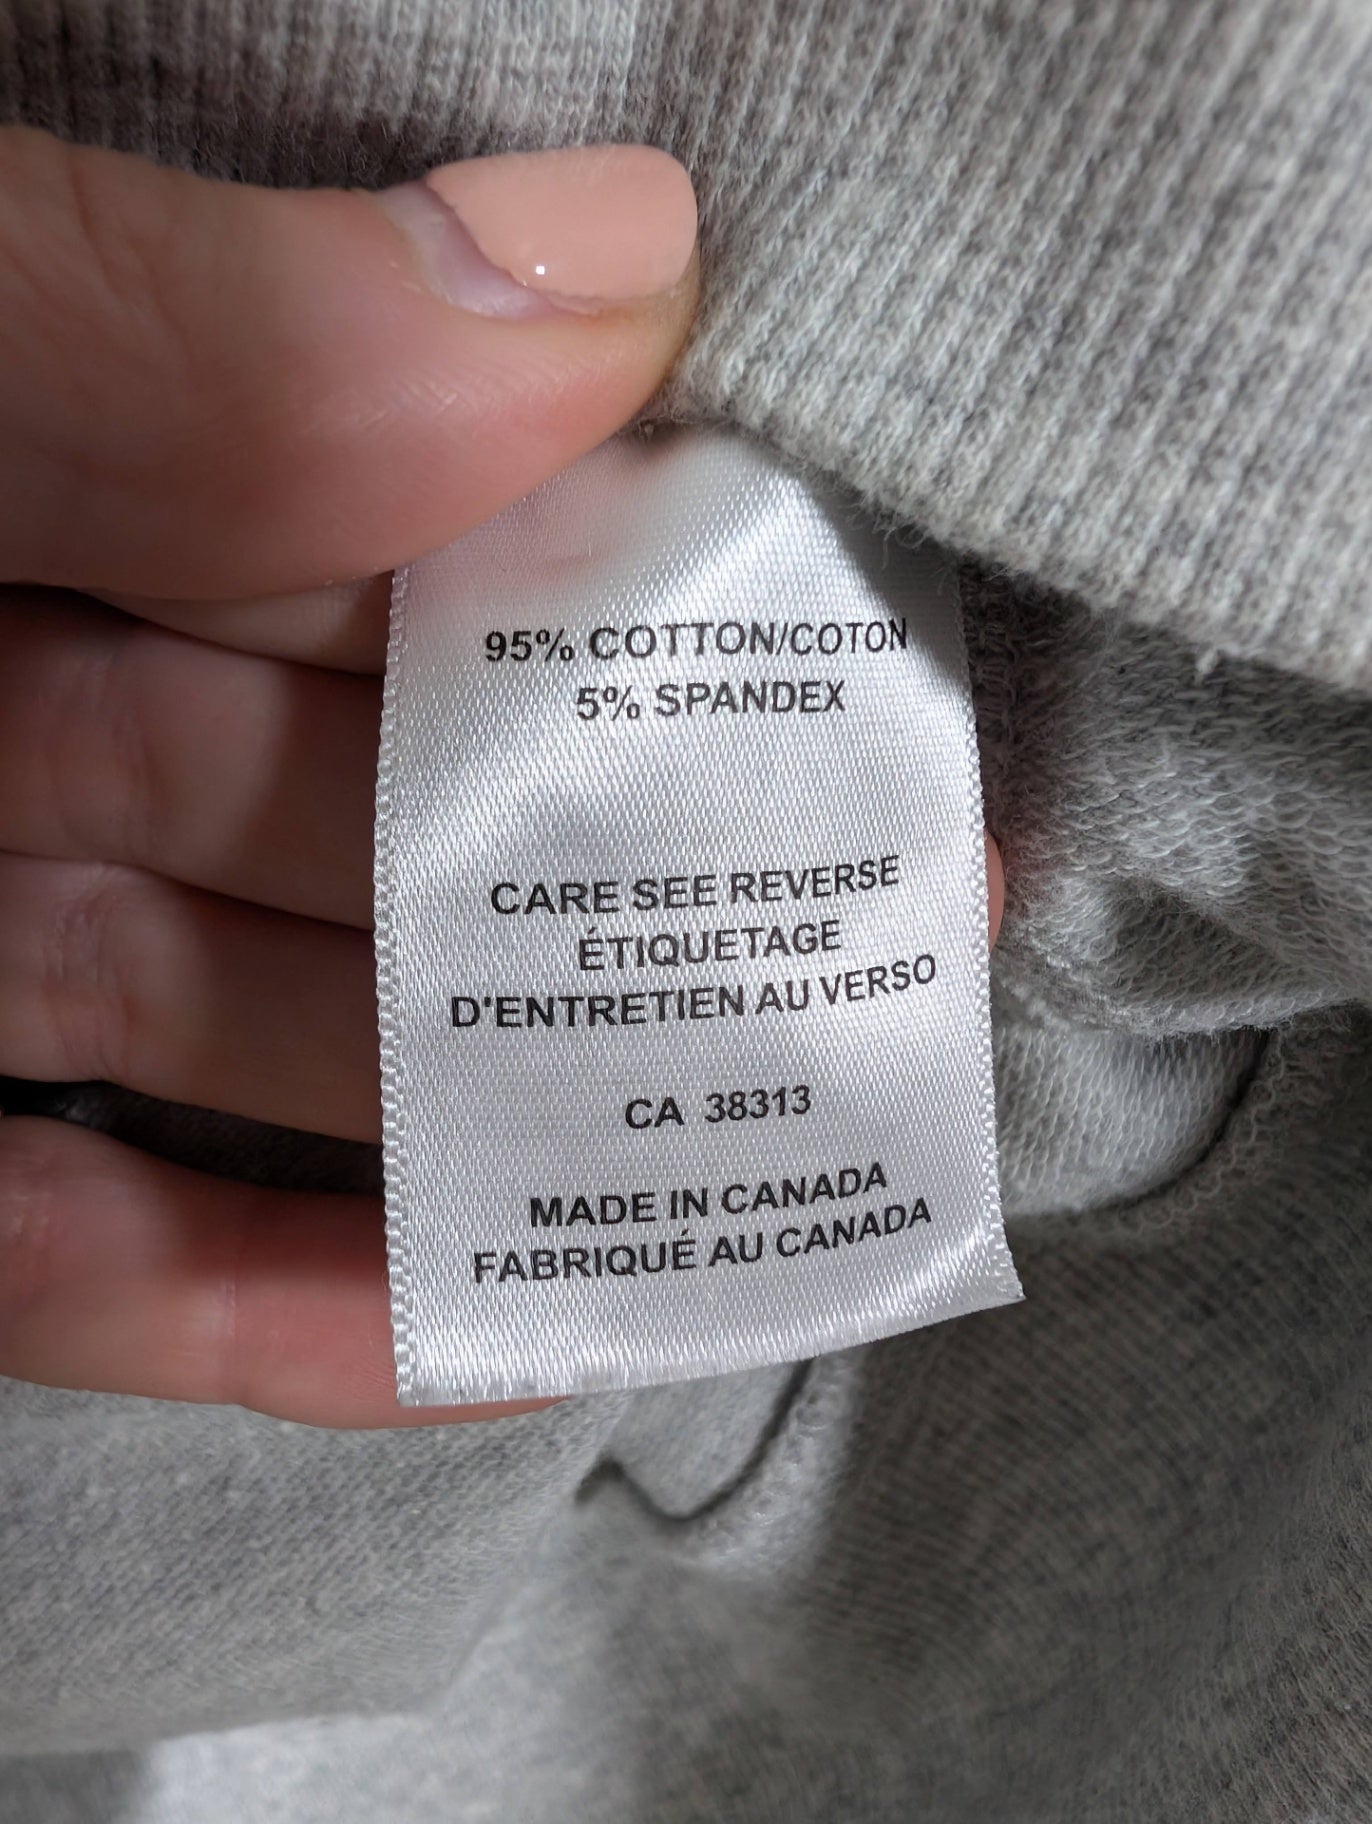 95% COTTON/COTON
5% SPANDEX
CARE SEE REVERSE
ÉTIQUETAGE
D'ENTRETIEN AU VERSO
CA 38313
MADE IN CANADA
FABRIQUÉ AU CANADA